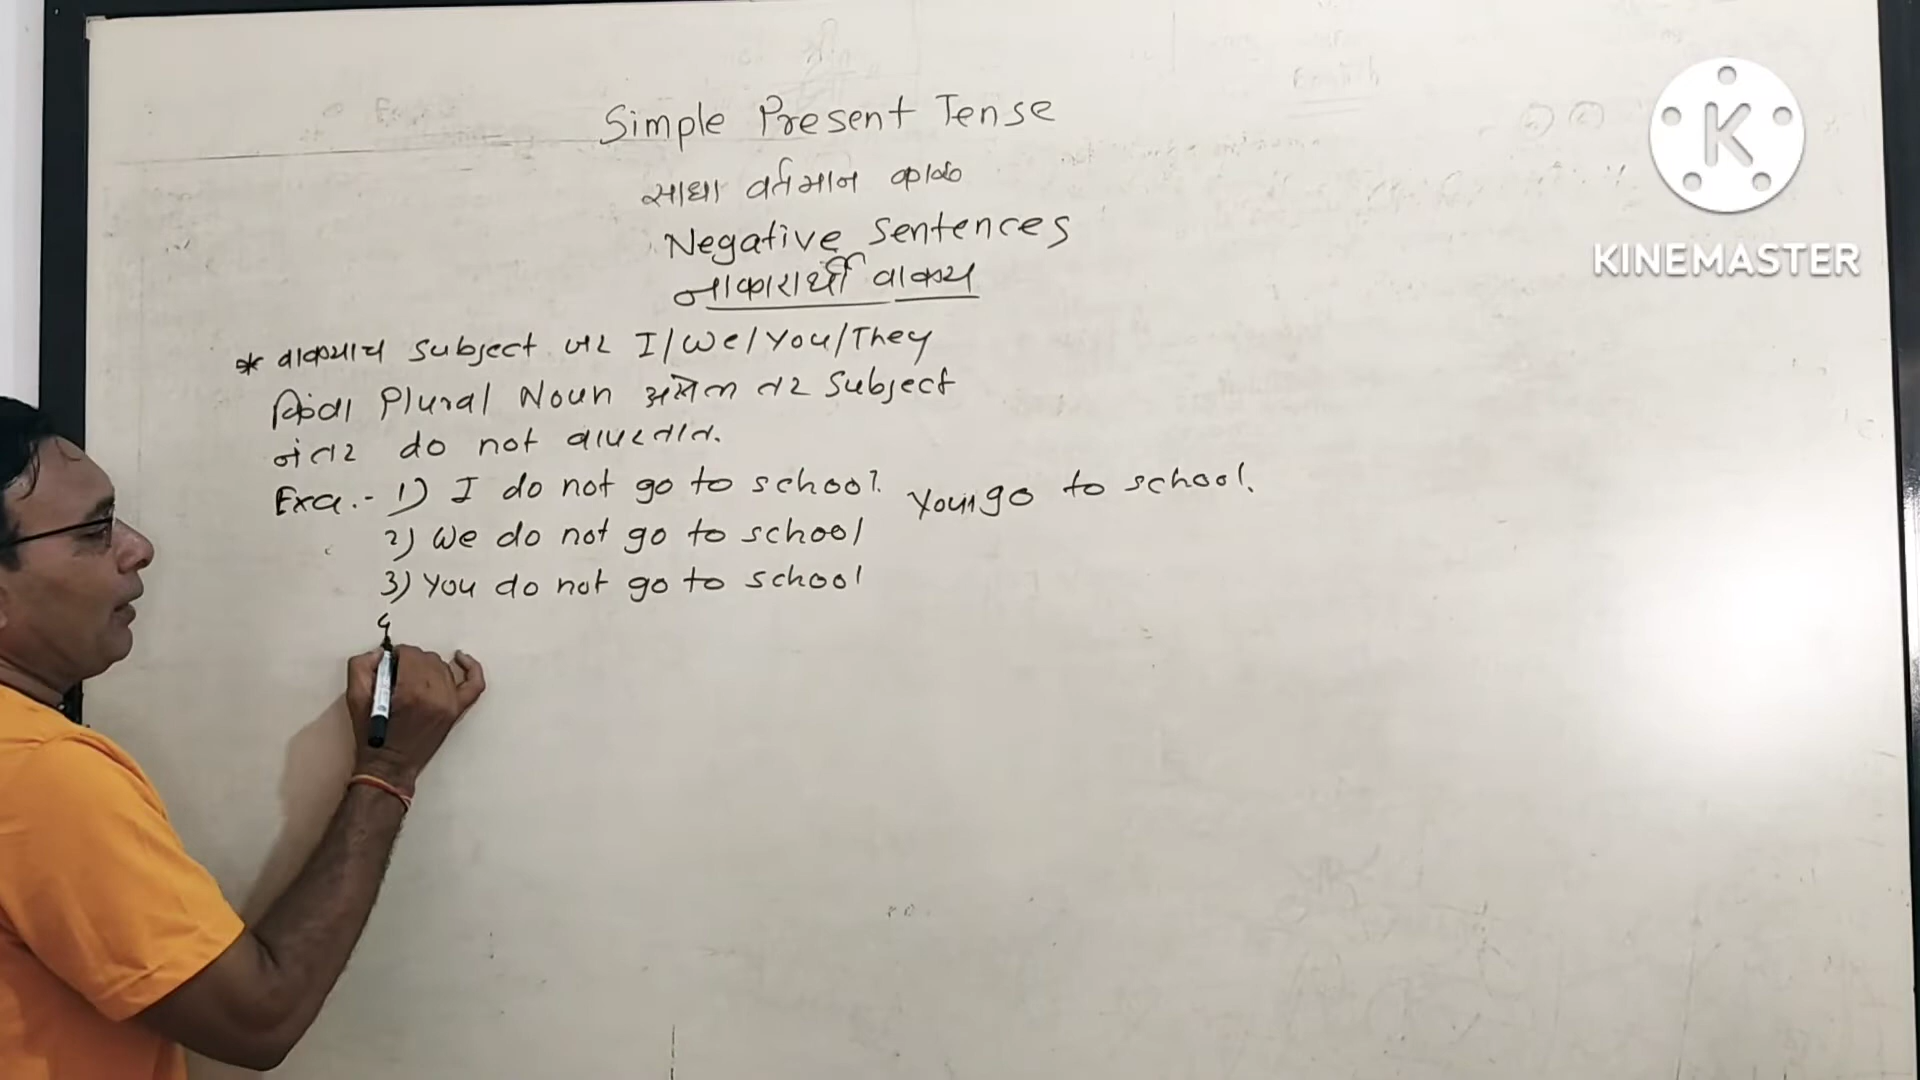 Simple Present Tense
साधा वर्तमान काळ
Negative Sentences
नाकारार्थी वाक्य
* वाक्याच Subject जर I/We/You/They
किंवा Plural Noun असेल तर Subject
नंतर do not वापरतात.
Exa.- 1) I do not go to school. You go to school.
2) We do not go to school
3) You do not go to school
4
K
KINEMASTER